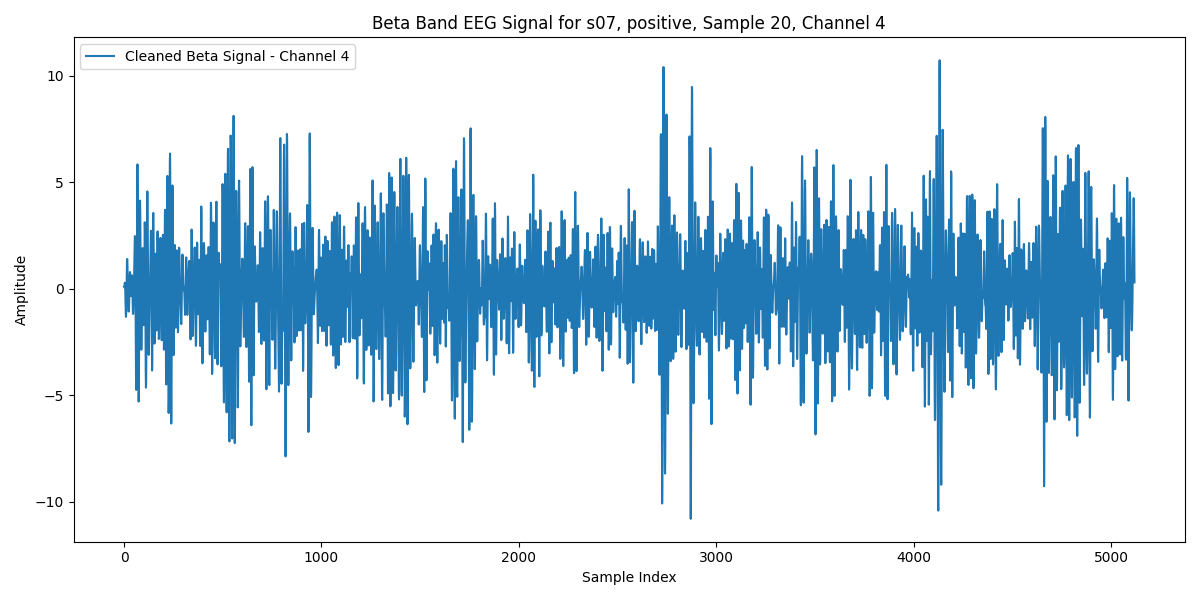 Beta Band EEG Signal for s07, positive, Sample 20, Channel 4
Cleaned Beta Signal - Channel 4
Amplitude
10
5
0
−5
−10
0 1000 2000 3000 4000 5000
Sample Index